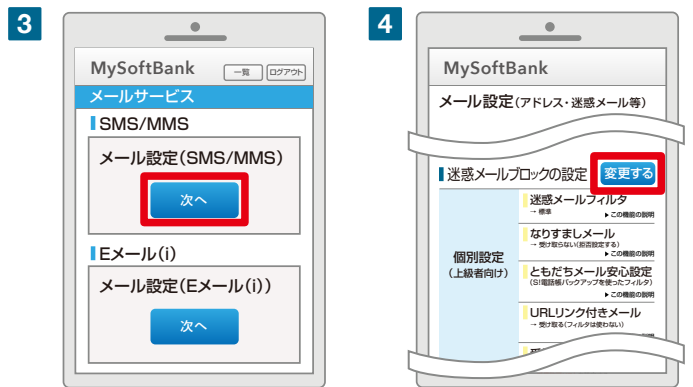 3
MySoftBank
一覧
ログアウト
メールサービス
SMS/MMS
メール設定(SMS/MMS)
次へ
Eメール(i)
メール設定(Eメール(i))
次へ
4
MySoftBank
メール設定(アドレス・迷惑メール等)
迷惑メールブロックの設定
変更する
個別設定
(上級者向け)
迷惑メールフィルタ
→ 標準
▶この機能の説明
なりすましメール
→ 受け取らない(拒否設定する)
▶この機能の説明
ともだちメール安心設定
(S!電話帳バックアップを使ったフィルタ)
▶この機能の説明
URLリンク付きメール
→ 受け取る(フィルタは使わない)